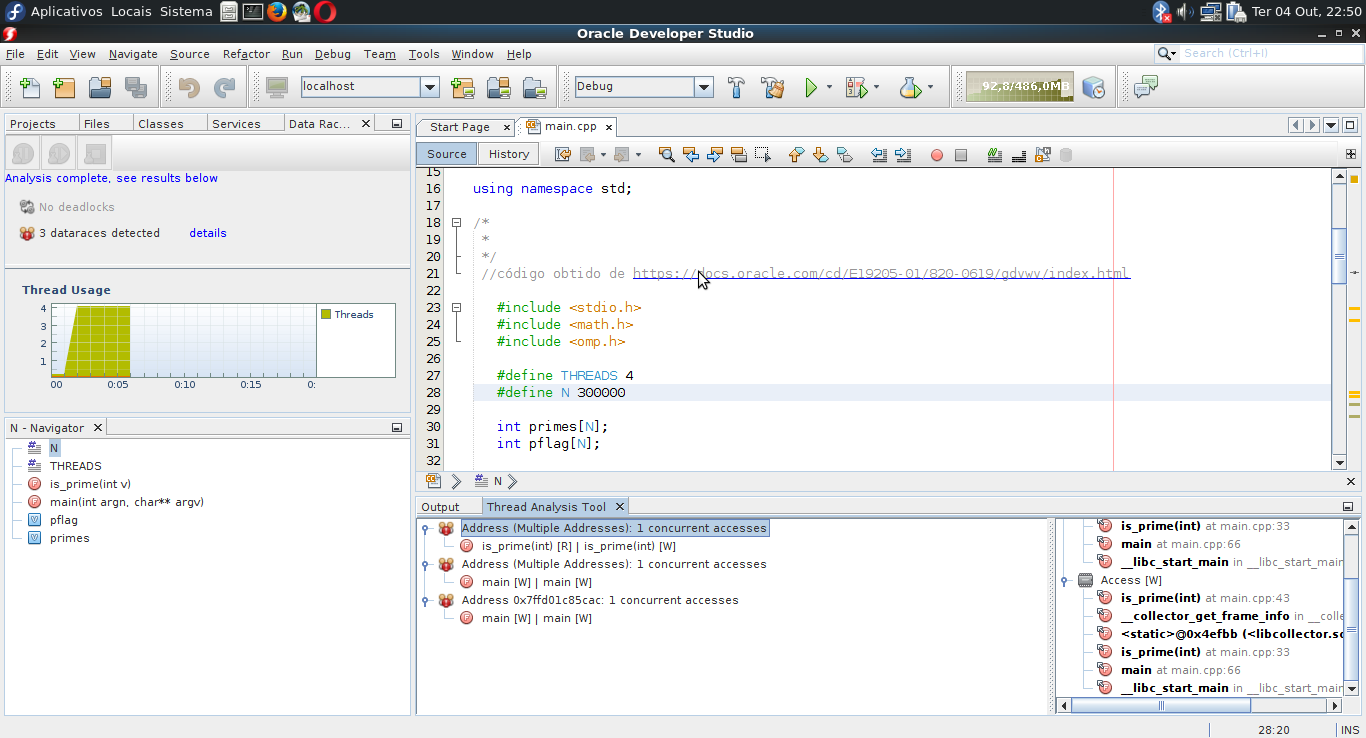 Aplicativos Locais Sistema
Ter 04 Out, 22:50
Oracle Developer Studio
File Edit View Navigate Source Refactor Run Debug Team Tools Window Help
Search (Ctrl+I)
localhost
Debug
92,8/486,0MB
Projects Files Classes Services Data Rac...
Analysis complete, see results below
No deadlocks
3 dataraces detected details
Thread Usage
4
3
2
1
00 0:05 0:10 0:15 0:
Threads
N - Navigator
N
THREADS
is_prime(int v)
main(int argn, char** argv)
pflag
primes
Start Page main.cpp
Source History
15
16 using namespace std;
17
18 /*
19 *
20 */
21 //código obtido de https://docs.oracle.com/cd/E19205-01/820-0619/gdvwv/index.html
22
23 #include <stdio.h>
24 #include <math.h>
25 #include <omp.h>
26
27 #define THREADS 4
28 #define N 300000
29
30 int primes[N];
31 int pflag[N];
32
N
Output Thread Analysis Tool
Address (Multiple Addresses): 1 concurrent accesses
is_prime(int) [R] | is_prime(int) [W]
Address (Multiple Addresses): 1 concurrent accesses
main [W] | main [W]
Address 0x7ffd01c85cac: 1 concurrent accesses
main [W] | main [W]
is_prime(int) at main.cpp:33
main at main.cpp:66
__libc_start_main in __libc_start_main
Access [W]
is_prime(int) at main.cpp:43
__collector_get_frame_info in __colle
<static>@0x4efbb (<libcollector.so
is_prime(int) at main.cpp:33
main at main.cpp:66
__libc_start_main in __libc_start_main
28:20 INS